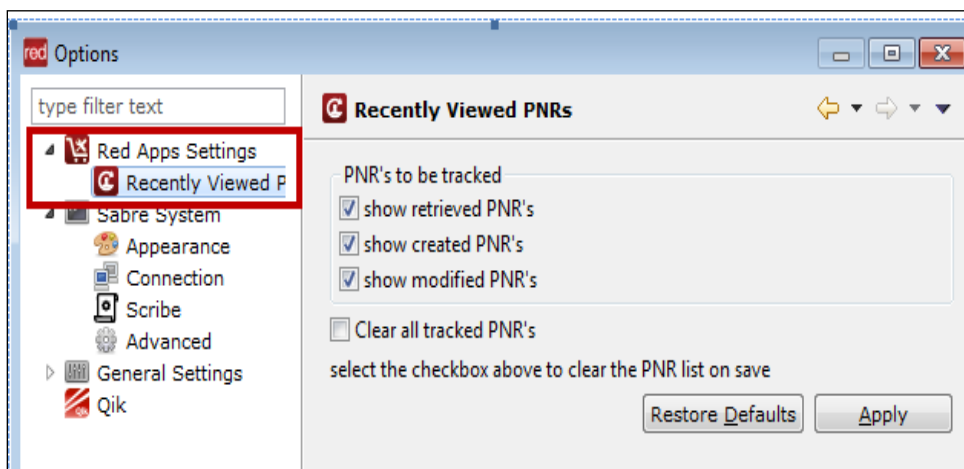 red Options
type filter text
Red Apps Settings
Recently Viewed P
Sabre System
Appearance
Connection
Scribe
Advanced
General Settings
Qik
Recently Viewed PNRs
PNR's to be tracked
show retrieved PNR's
show created PNR's
show modified PNR's
Clear all tracked PNR's
select the checkbox above to clear the PNR list on save
Restore Defaults
Apply